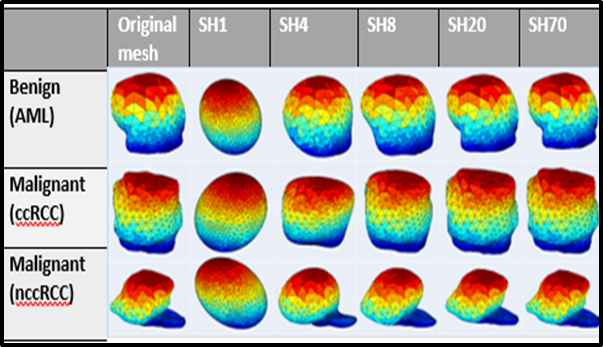 Original mesh SH1 SH4 SH8 SH20 SH70
Benign
(AML)
Malignant
(ccRCC)
Malignant
(nccRCC)